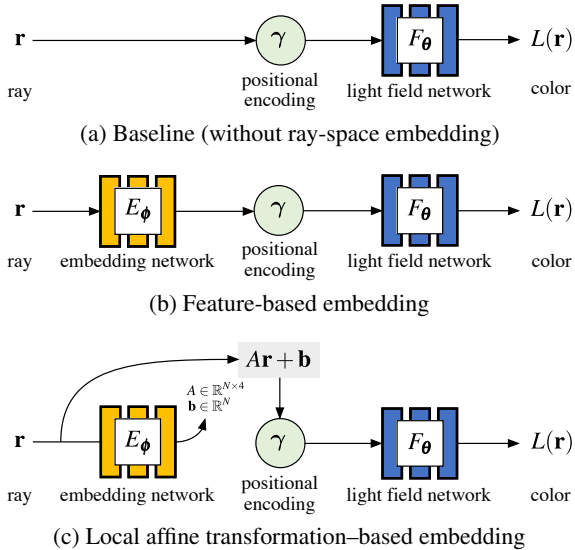 r γ F_θ L(r)
ray positional encoding light field network color
(a) Baseline (without ray-space embedding)
r E_ϕ γ F_θ L(r)
ray embedding network positional encoding light field network color
(b) Feature-based embedding
Ar + b
A ∈ ℝ^{N×4}
b ∈ ℝ^N
r E_ϕ γ F_θ L(r)
ray embedding network positional encoding light field network color
(c) Local affine transformation–based embedding